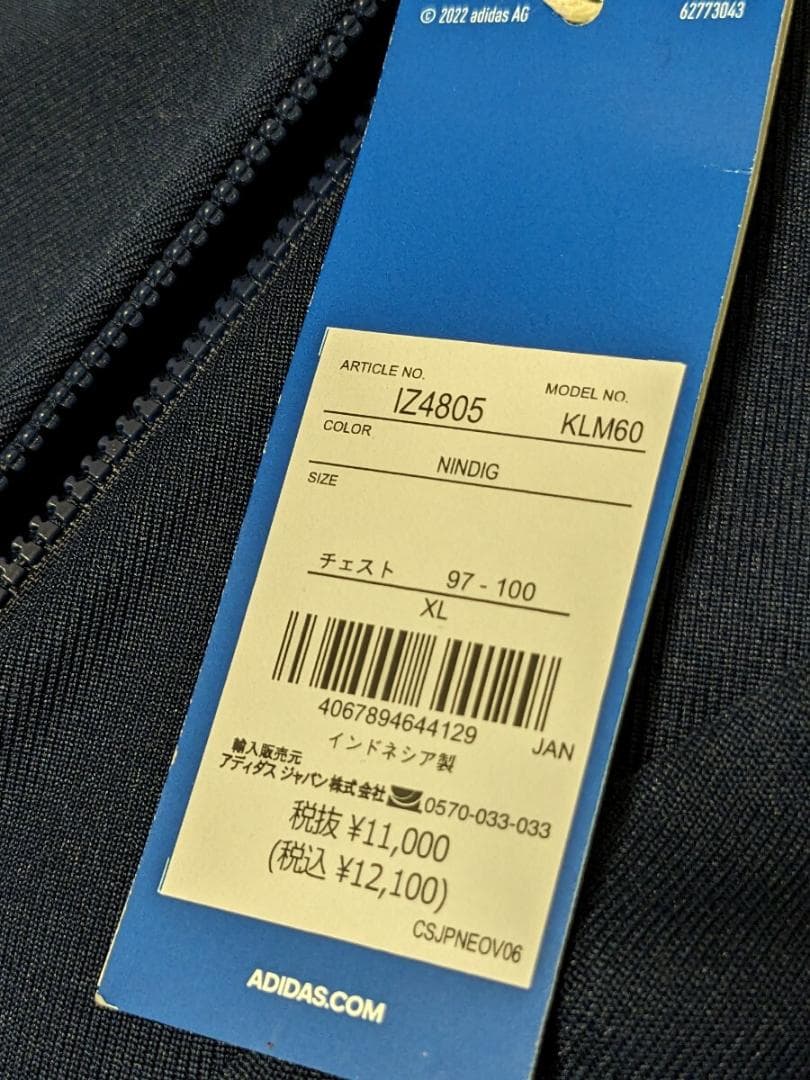 © 2022 adidas AG 62773043
ARTICLE NO. MODEL NO.
IZ4805 KLM60
COLOR
NINDIG
SIZE
チェスト 97 - 100
XL
4067894644129 JAN
インドネシア製
輸入販売元
アディダス ジャパン株式会社 0570-033-033
税抜 ¥11,000
(税込 ¥12,100)
CSJPNEOV06
ADIDAS.COM